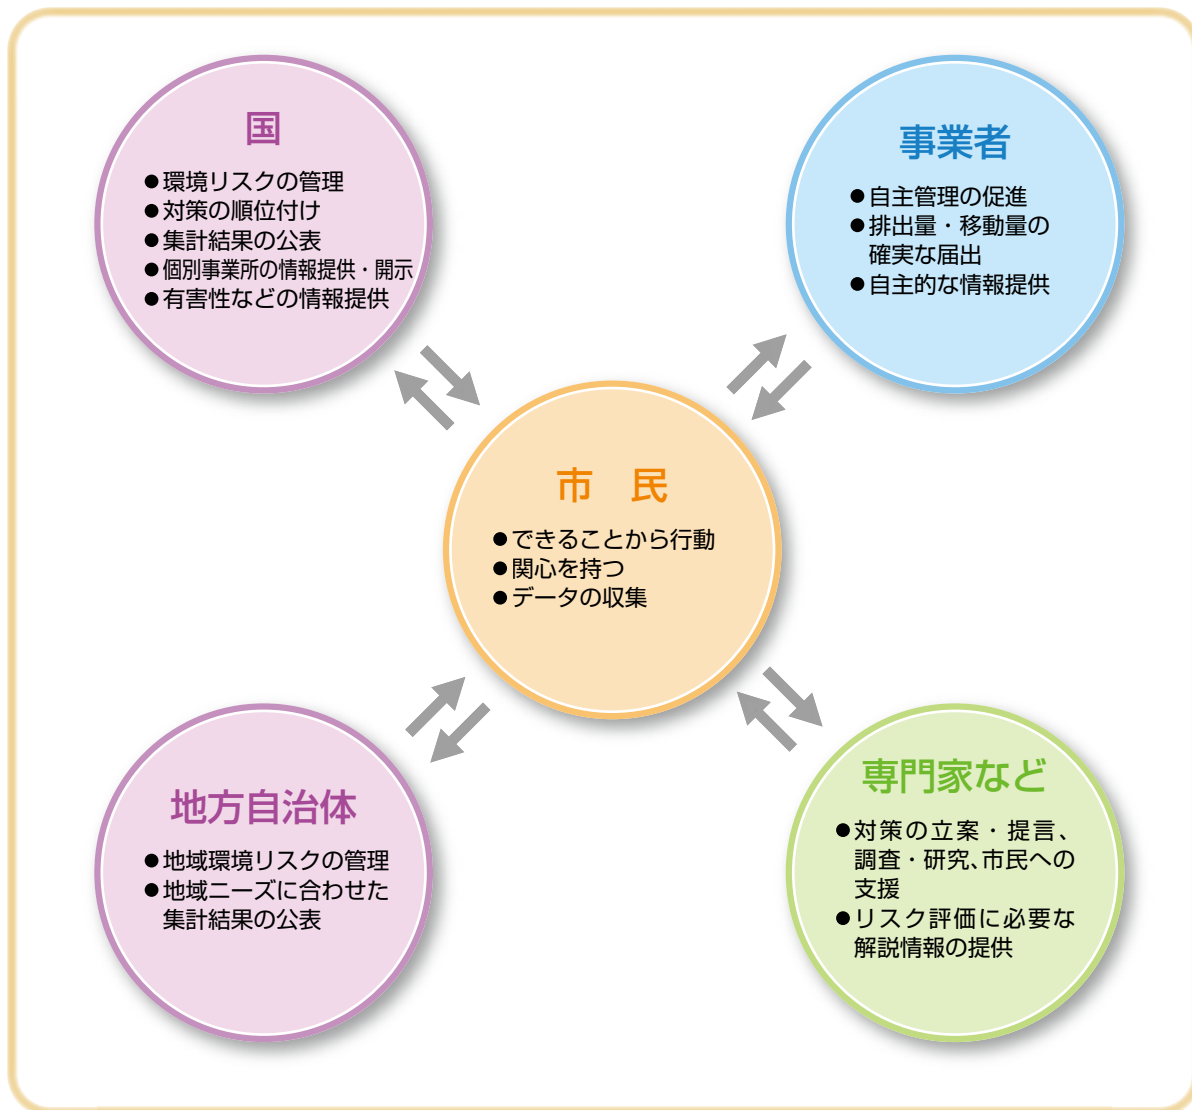 国
●環境リスクの管理
●対策の順位付け
●集計結果の公表
●個別事業所の情報提供・開示
●有害性などの情報提供
事業者
●自主管理の促進
●排出量・移動量の
確実な届出
●自主的な情報提供
市　民
●できることから行動
●関心を持つ
●データの収集
地方自治体
●地域環境リスクの管理
●地域ニーズに合わせた
集計結果の公表
専門家など
●対策の立案・提言、
調査・研究、市民への
支援
●リスク評価に必要な
解説情報の提供